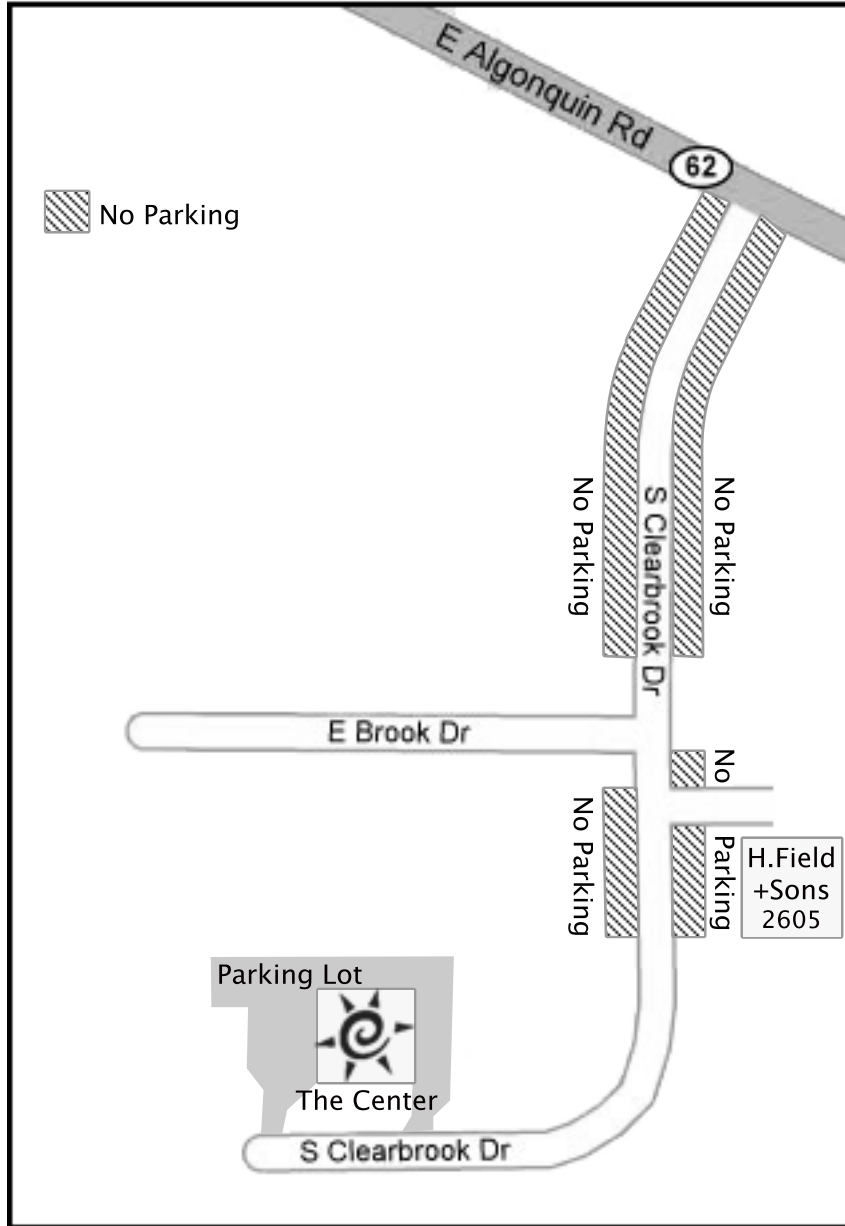 E Algonquin Rd
62
No Parking
No Parking
S Clearbrook Dr
No Parking
E Brook Dr
No Parking
No Parking
H.Field
+Sons
2605
Parking Lot
The Center
S Clearbrook Dr